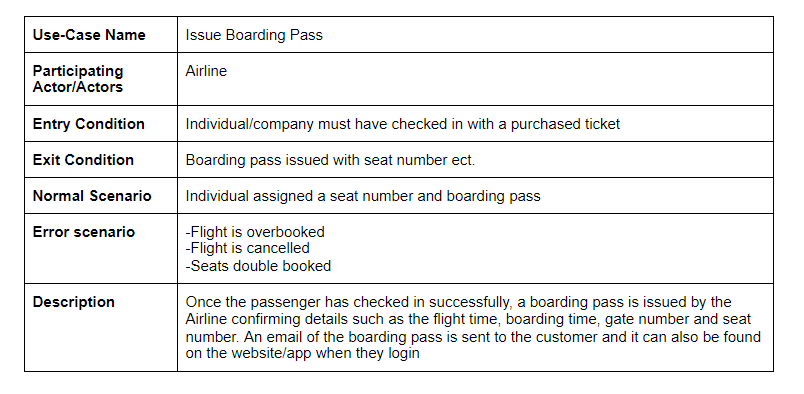 Use-Case Name
Issue Boarding Pass
Participating
Actor/Actors
Airline
Entry Condition
Individual/company must have checked in with a purchased ticket
Exit Condition
Boarding pass issued with seat number ect.
Normal Scenario
Individual assigned a seat number and boarding pass
Error scenario
-Flight is overbooked
-Flight is cancelled
-Seats double booked
Description
Once the passenger has checked in successfully, a boarding pass is issued by the
Airline confirming details such as the flight time, boarding time, gate number and seat
number. An email of the boarding pass is sent to the customer and it can also be found
on the website/app when they login